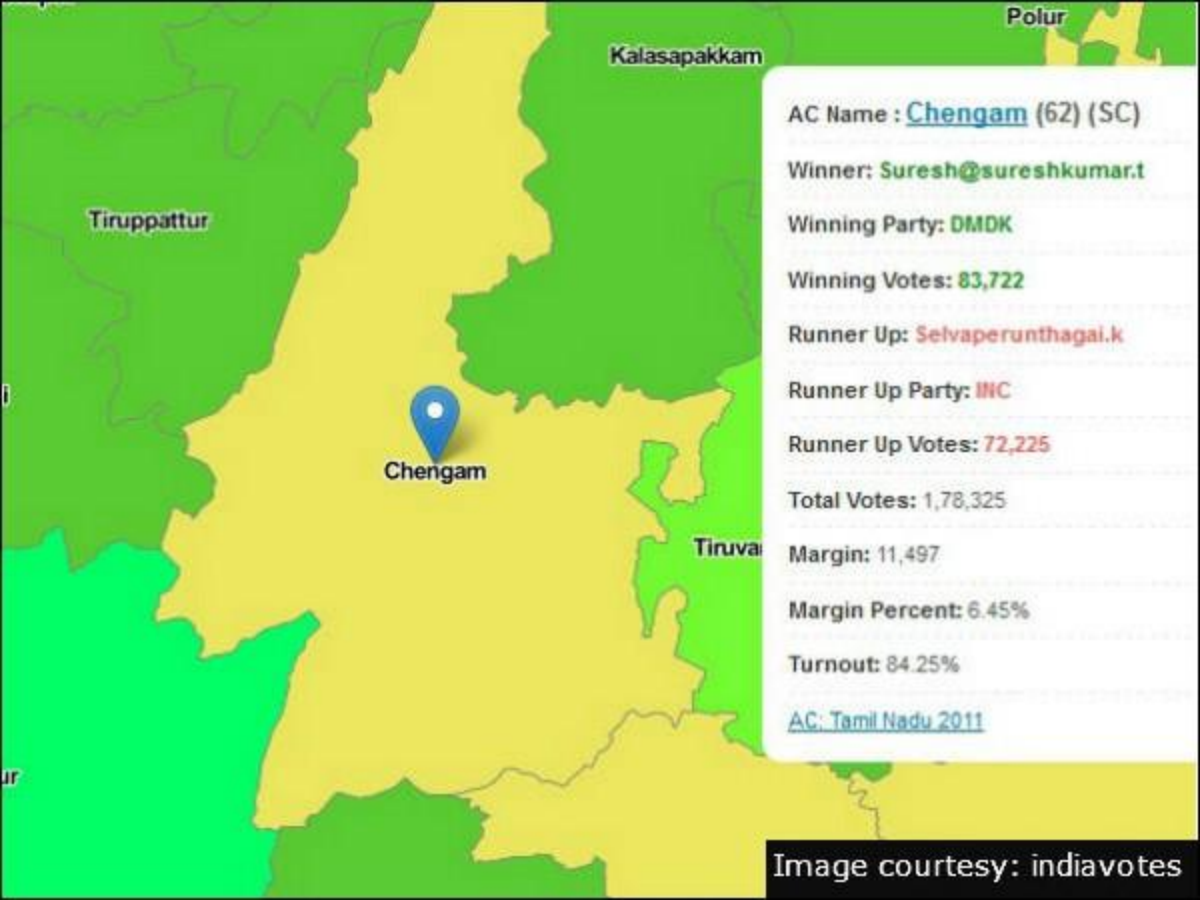 Polur
Kalasapakkam
AC Name : Chengam (62) (SC)
Winner: Suresh@sureshkumar.t
Tiruppattur
Winning Party: DMDK
Winning Votes: 83,722
Runner Up: Selvaperunthagai.k
Runner Up Party: INC
Runner Up Votes: 72,225
Chengam
Total Votes: 1,78,325
Tiruva
Margin: 11,497
Margin Percent: 6.45%
Turnout: 84.25%
AC: Tamil Nadu 2011
ur
Image courtesy: indiavotes